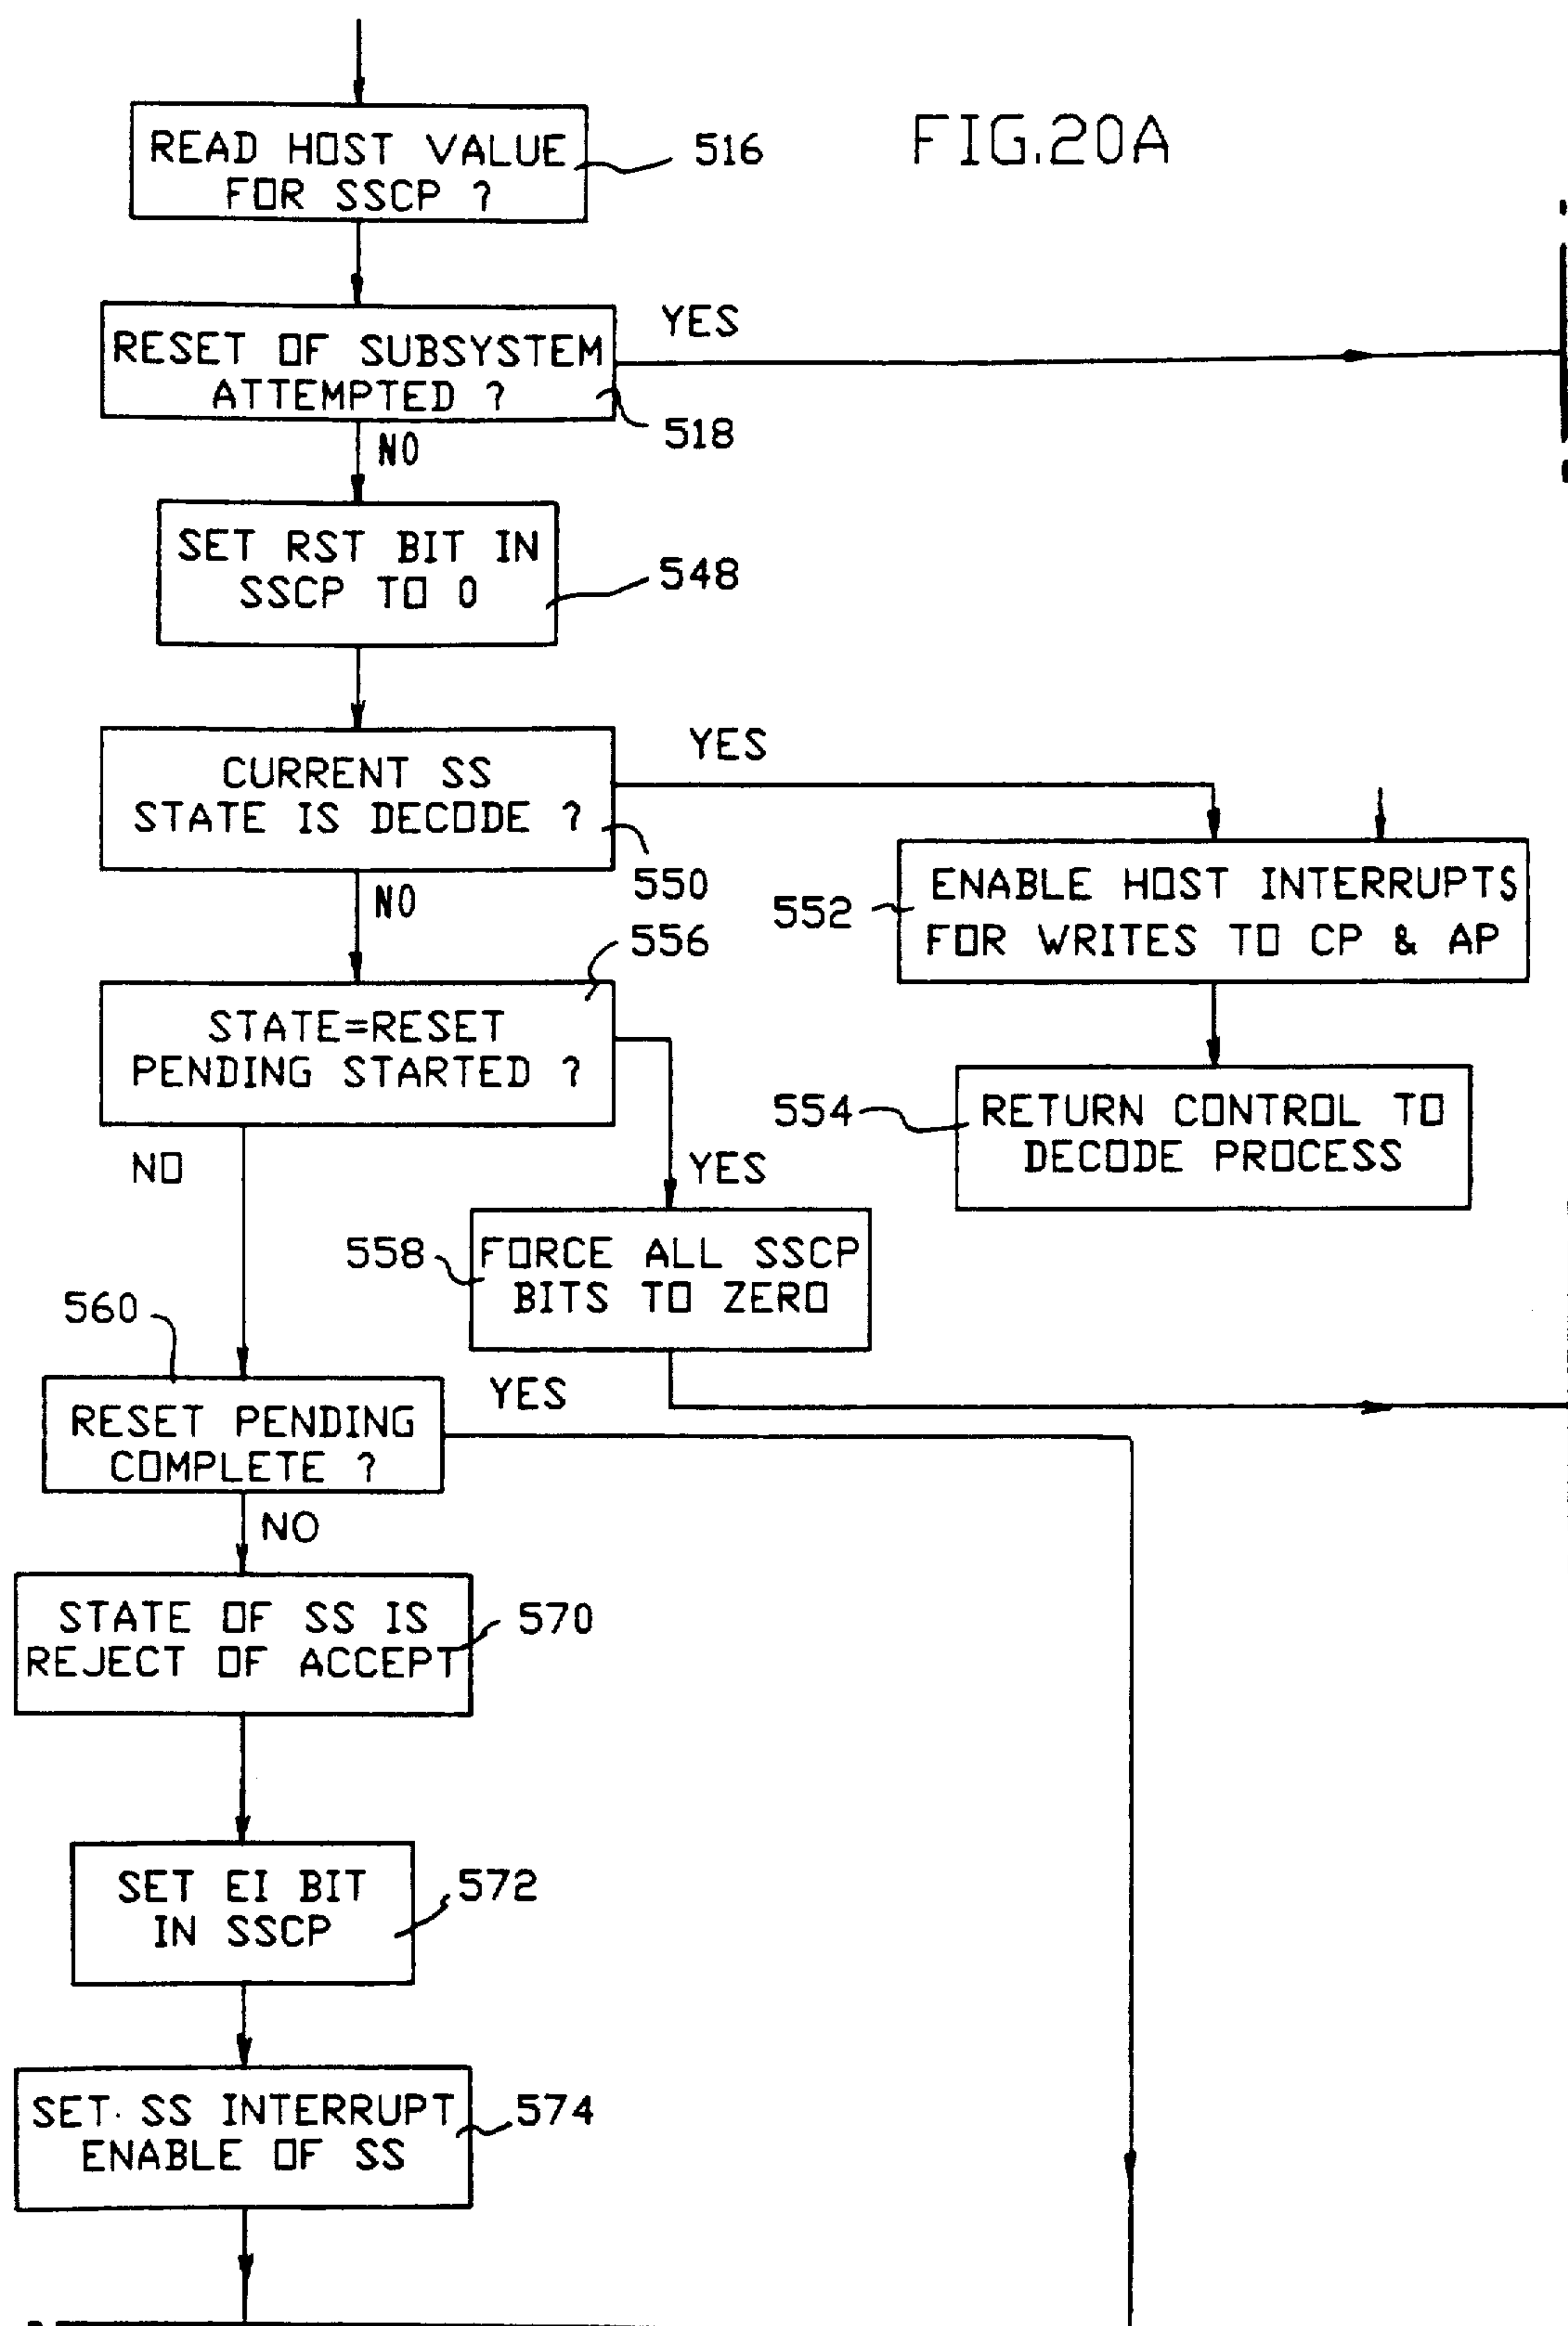 FIG.20A
READ HOST VALUE
FOR SSCP ?
516
RESET OF SUBSYSTEM
ATTEMPTED ?
YES
518
NO
SET RST BIT IN
SSCP TO 0
548
CURRENT SS
STATE IS DECODE ?
YES
550
NO
552
ENABLE HOST INTERRUPTS
FOR WRITES TO CP & AP
556
STATE=RESET
PENDING STARTED ?
554
RETURN CONTROL TO
DECODE PROCESS
NO
YES
558
FORCE ALL SSCP
BITS TO ZERO
560
RESET PENDING
COMPLETE ?
YES
NO
STATE OF SS IS
REJECT OF ACCEPT
570
SET EI BIT
IN SSCP
572
SET SS INTERRUPT
ENABLE OF SS
574